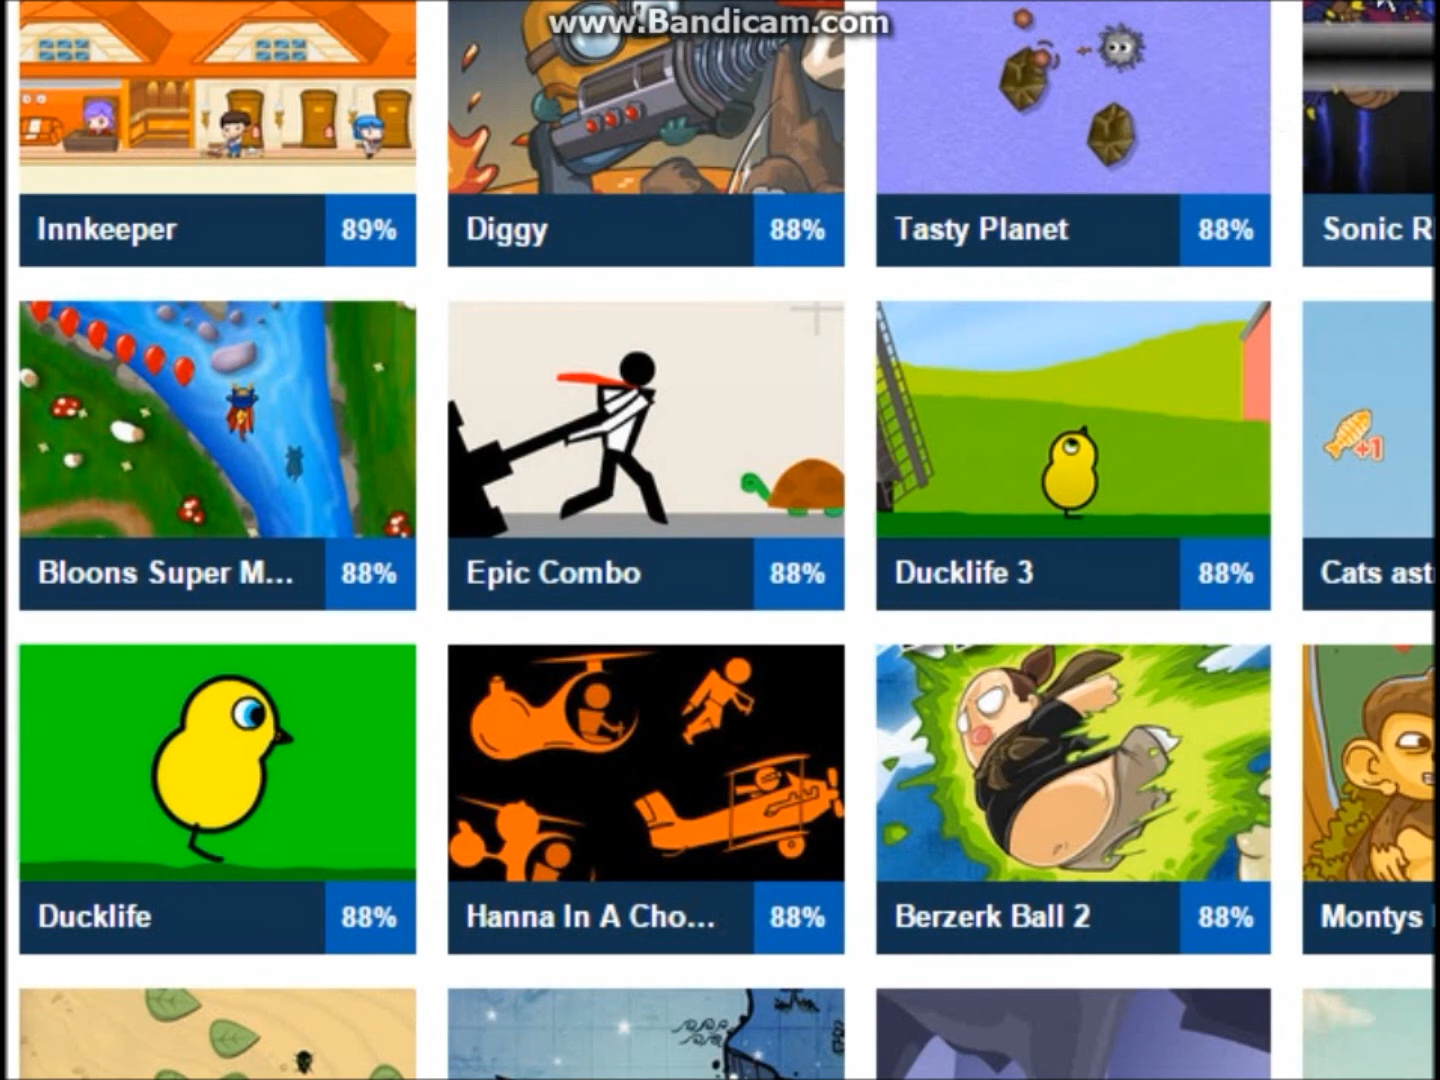 www.Bandicam.com
Innkeeper 89%
Diggy 88%
Tasty Planet 88%
Sonic R
Bloons Super M... 88%
Epic Combo 88%
Ducklife 3 88%
+1
Cats ast
Ducklife 88%
Hanna In A Cho... 88%
Berzerk Ball 2 88%
Montys